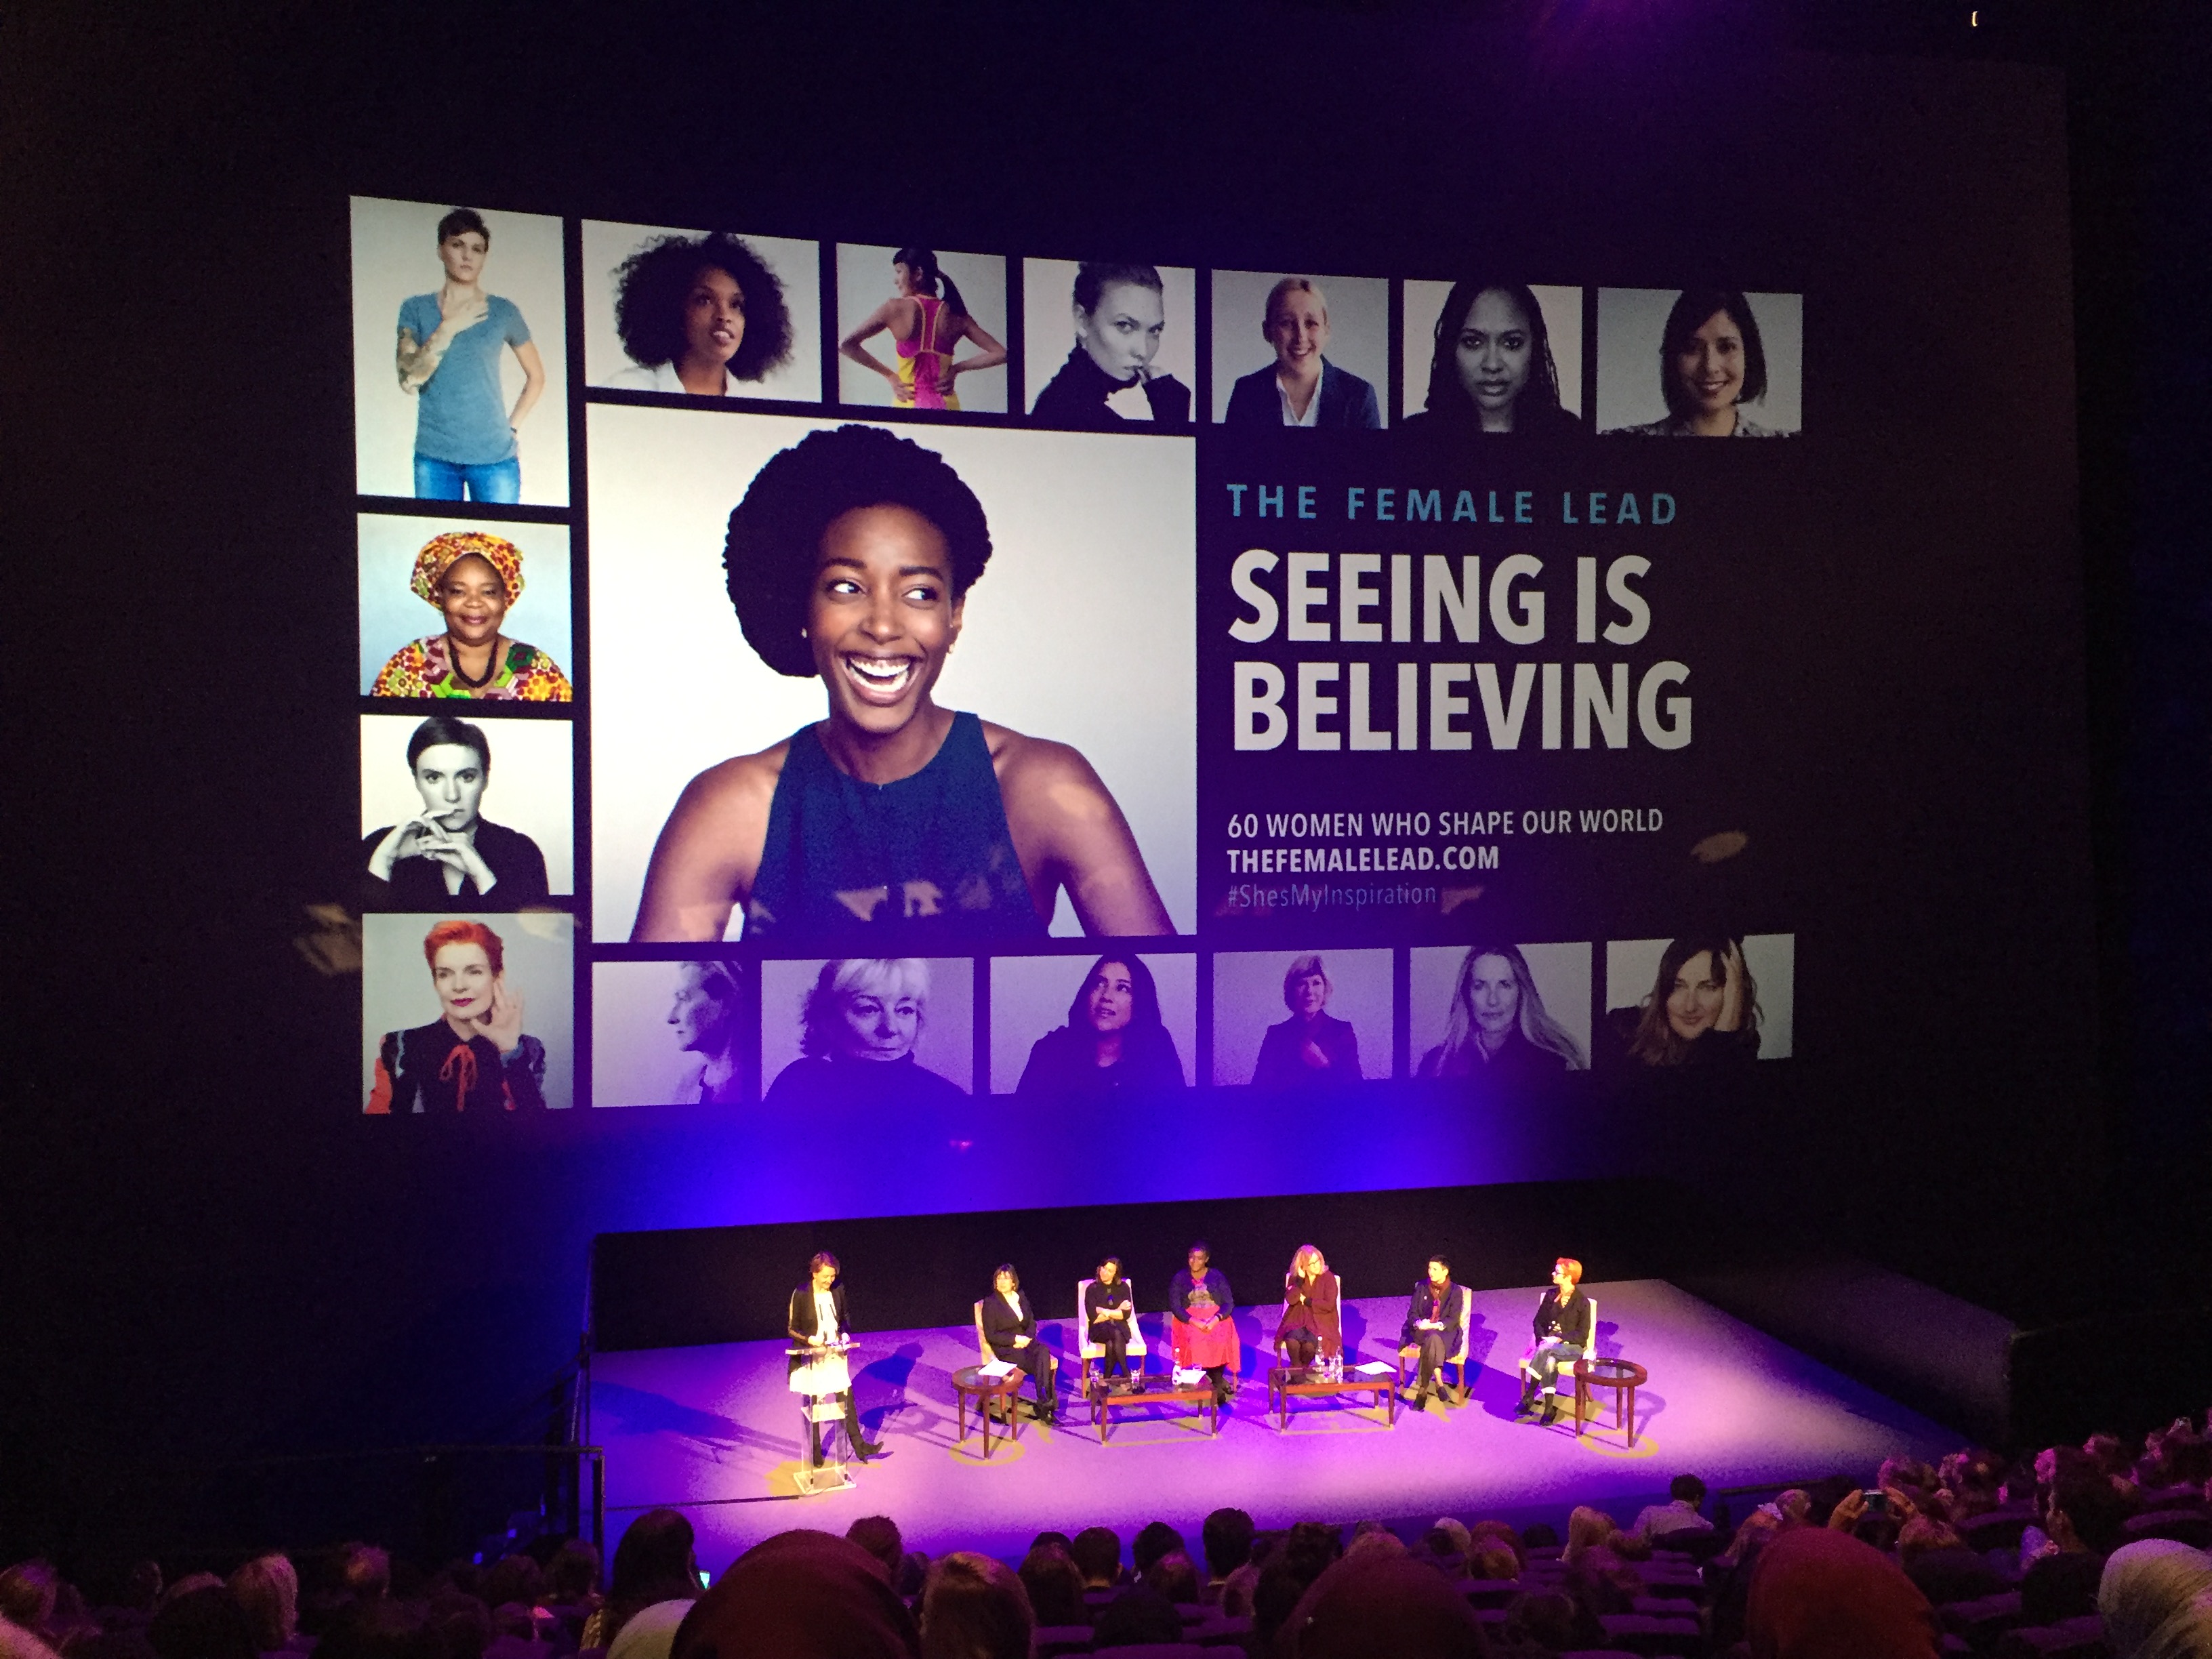 THE FEMALE LEAD
SEEING IS
BELIEVING
60 WOMEN WHO SHAPE OUR WORLD
THEFEMALELEAD.COM
#ShesMyInspiration